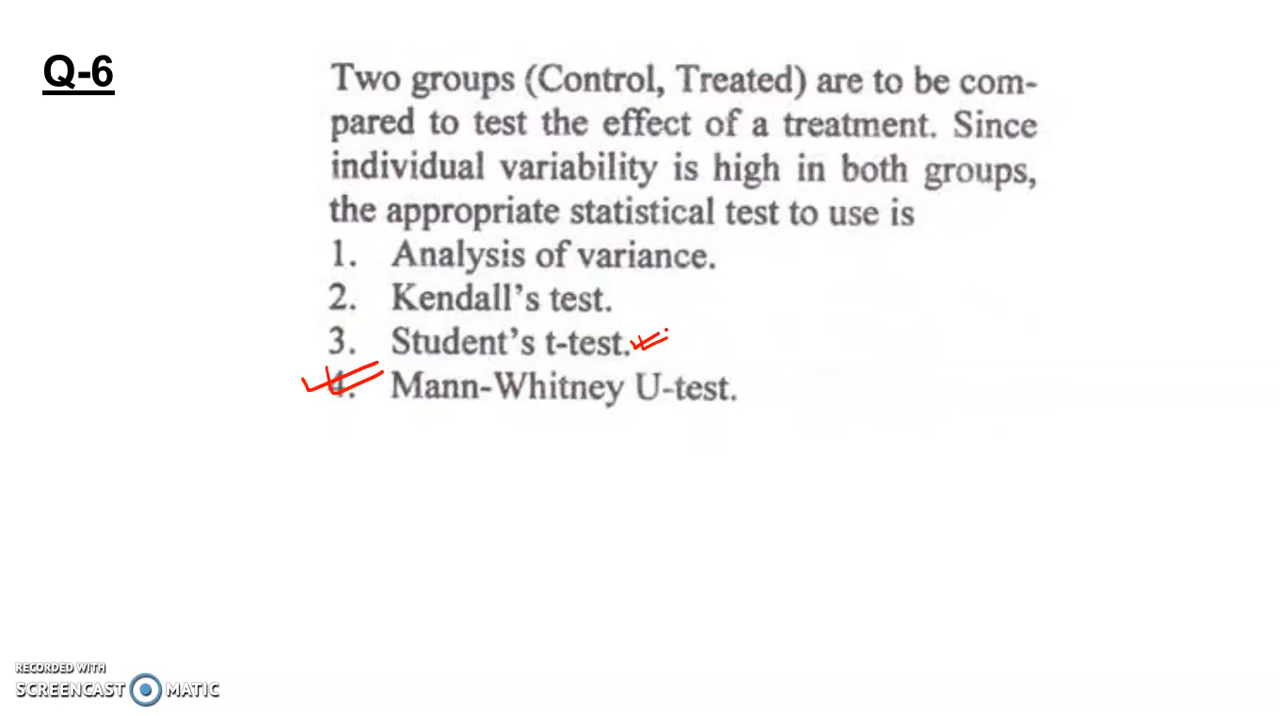 Q-6
Two groups (Control, Treated) are to be com-
pared to test the effect of a treatment. Since
individual variability is high in both groups,
the appropriate statistical test to use is
1. Analysis of variance.
2. Kendall's test.
3. Student's t-test.
4. Mann-Whitney U-test.
RECORDED WITH
SCREENCAST MATIC